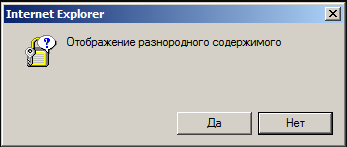 Internet Explorer
Отображение разнородного содержимого
Да
Нет